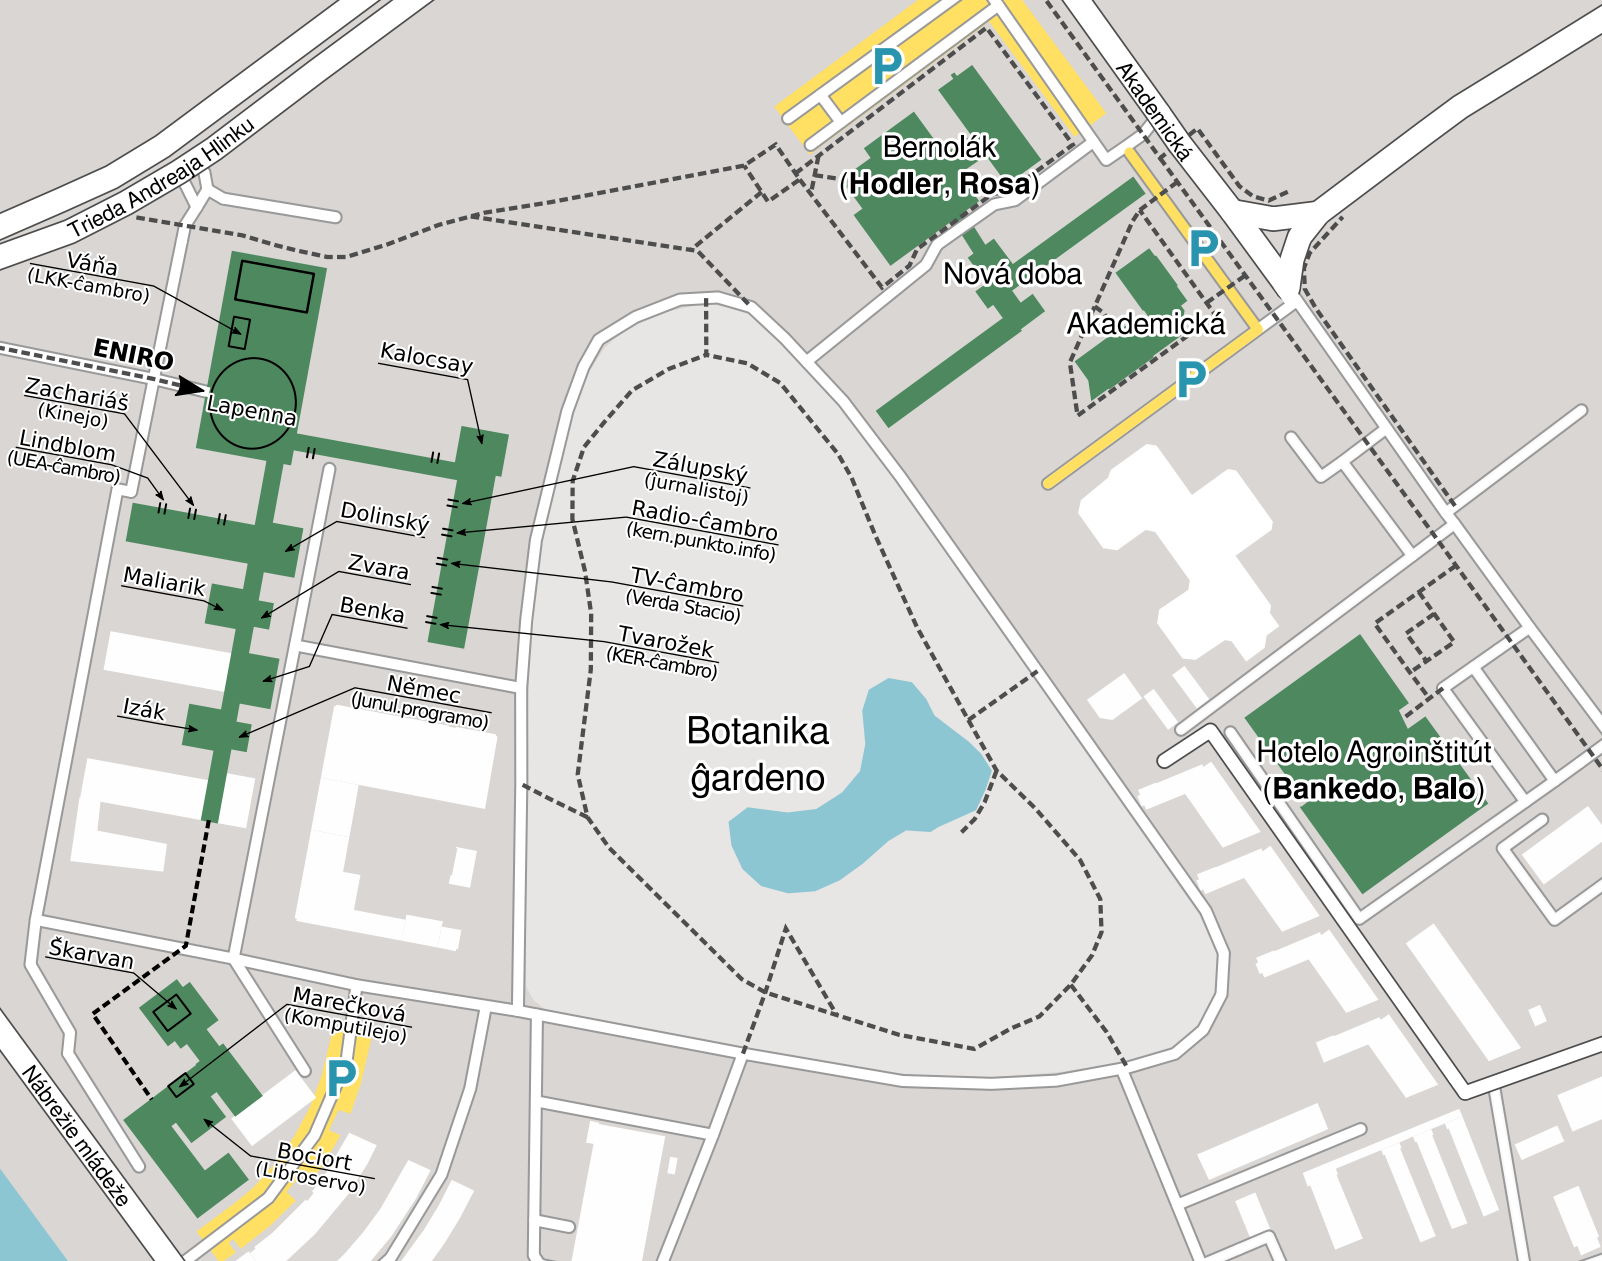 P
Akademická
Bernolák
(Hodler, Rosa)
Trieda Andreaja Hlinku
P
Nová doba
Váňa
(LKK-ĉambro)
Akademická
ENIRO
Kalocsay
P
Zachariáš
(Kinejo)
Lapenna
Lindblom
(UEA-ĉambro)
Zálupský
(ĵurnalistoj)
Dolinský
Radio-ĉambro
(kern.punkto.info)
Zvara
Maliarik
TV-ĉambro
(Verda Stacio)
Benka
Tvarožek
(KER-ĉambro)
Němec
(Junul.programo)
Izák
Botanika
ĝardeno
Hotelo Agroinštitút
(Bankedo, Balo)
Škarvan
Marečková
(Komputilejo)
P
Nábrežie mládeže
Bociort
(Libroservo)